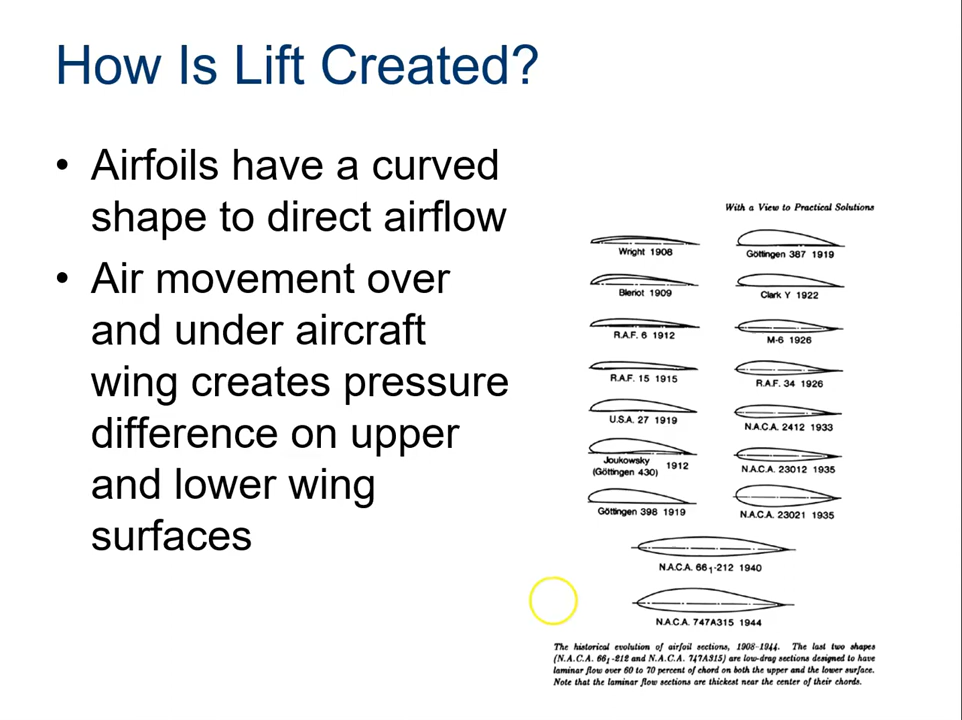 How Is Lift Created?
• Airfoils have a curved
shape to direct airflow
• Air movement over
and under aircraft
wing creates pressure
difference on upper
and lower wing
surfaces
With a View to Practical Solutions
Wright 1908
Bleriot 1909
R.A.F. 6 1912
R.A.F. 15 1915
U.S.A. 27 1919
Joukowsky 1912
(Göttingen 430)
Göttingen 398 1919
Göttingen 387 1919
Clark Y 1922
M-6 1926
R.A.F. 34 1926
N.A.C.A. 2412 1933
N.A.C.A. 23012 1935
N.A.C.A. 23021 1935
N.A.C.A. 66₁-212 1940
N.A.C.A. 747A315 1944
The historical evolution of airfoil sections, 1908-1944. The last two shapes
(N.A.C.A. 66₁-212 and N.A.C.A. 747A315) are low-drag sections designed to have
laminar flow over 60 to 70 percent of chord on both the upper and the lower surface.
Note that the laminar flow sections are thickest near the center of their chords.